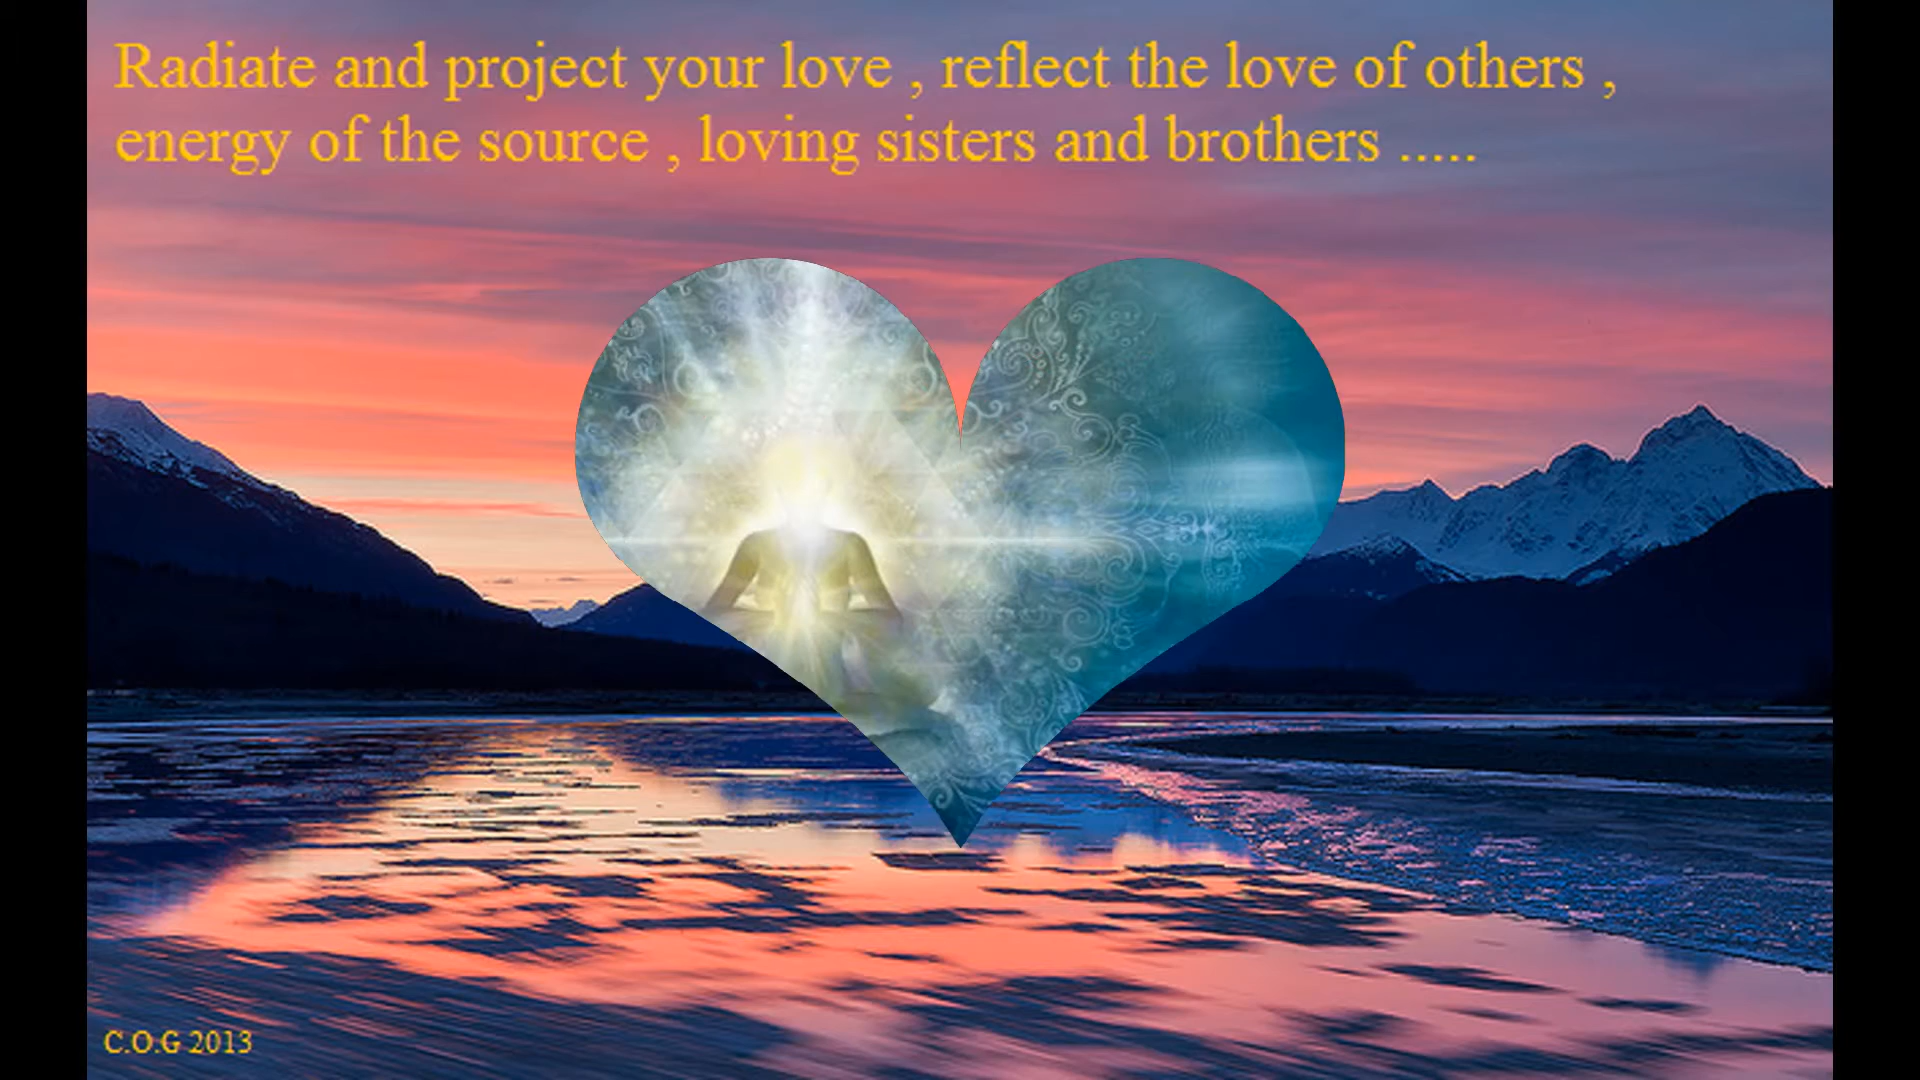 Radiate and project your love , reflect the love of others ,
energy of the source , loving sisters and brothers .....
C.O.G 2013